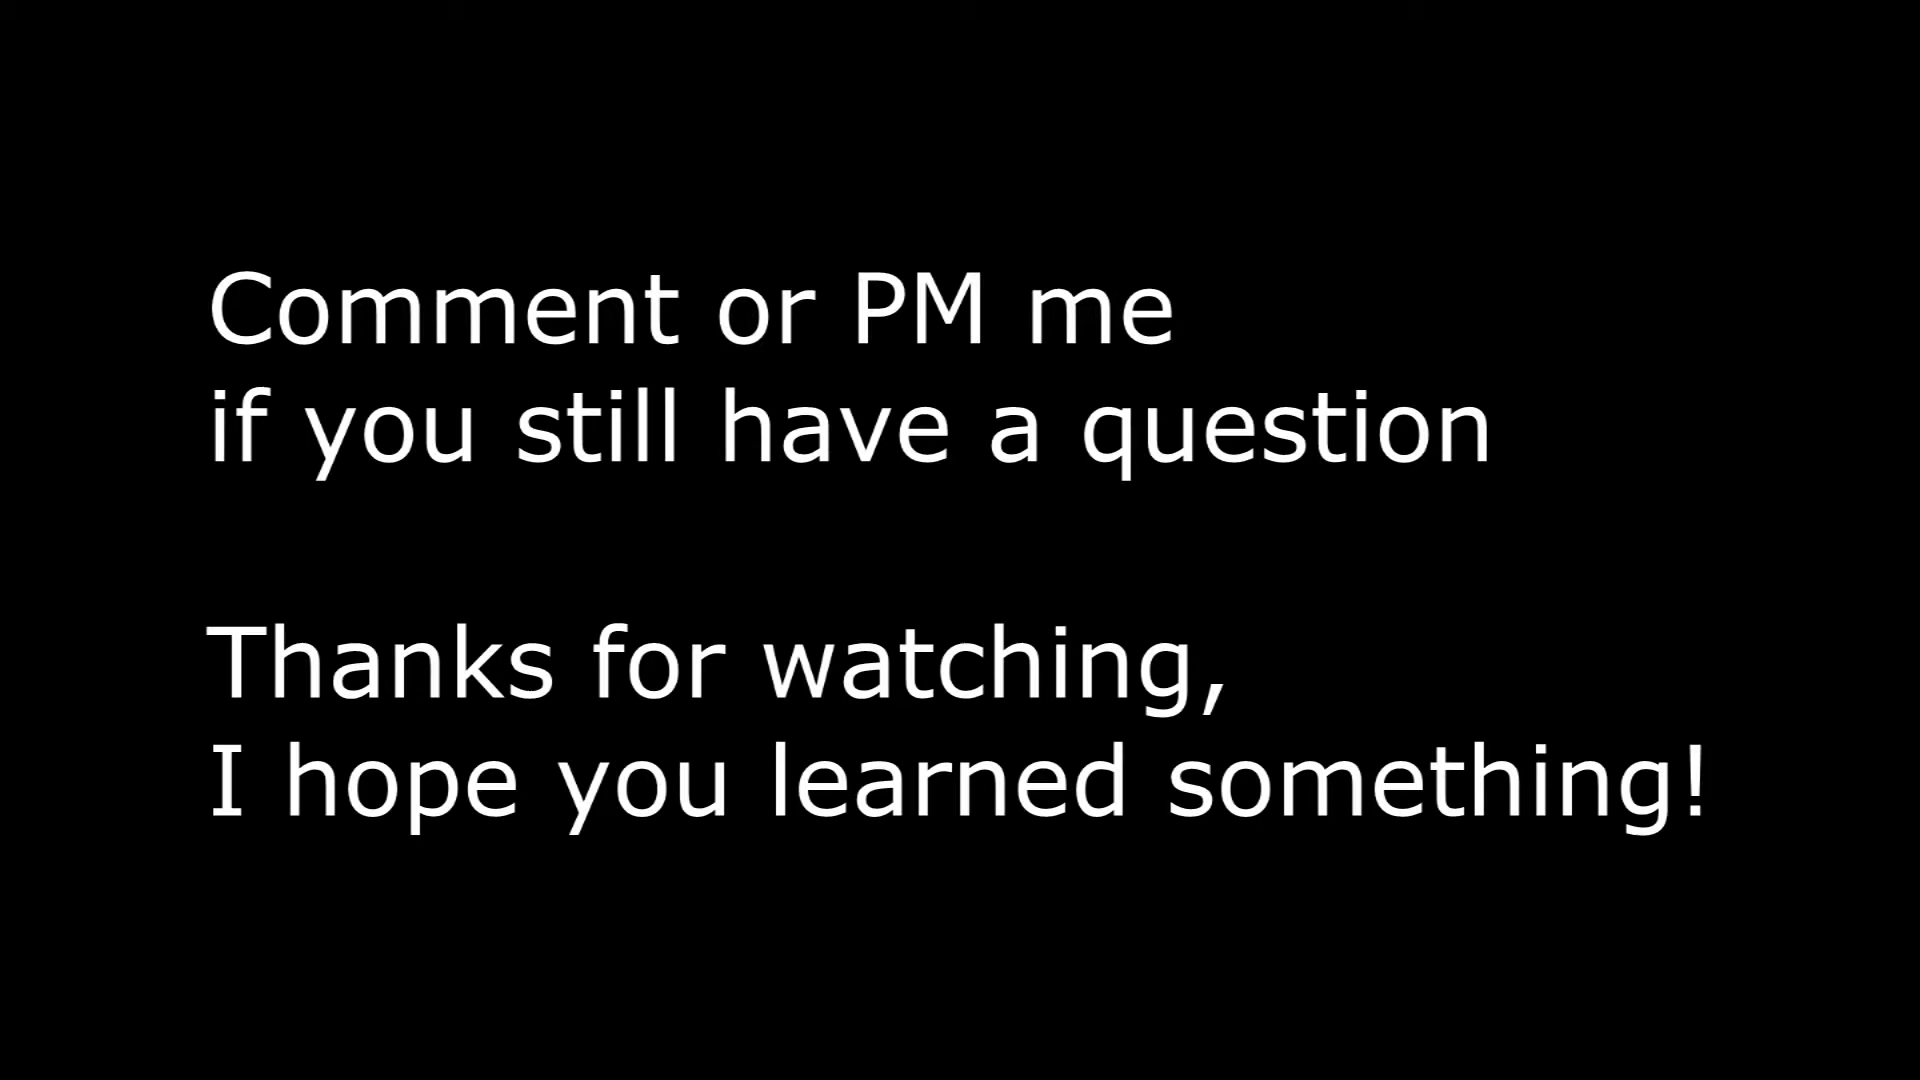 Comment or PM me
if you still have a question
Thanks for watching,
I hope you learned something!